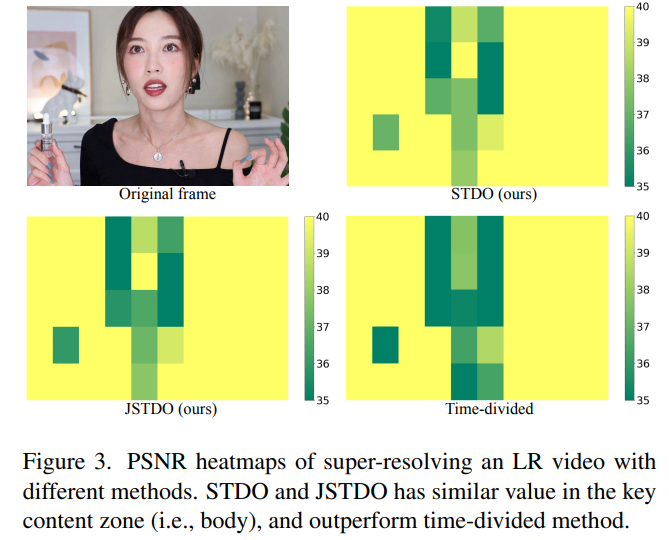 40
39
38
37
36
35
Original frame
STDO (ours)
40
39
38
37
36
35
40
39
38
37
36
35
JSTDO (ours)
Time-divided
Figure 3. PSNR heatmaps of super-resolving an LR video with
different methods. STDO and JSTDO has similar value in the key
content zone (i.e., body), and outperform time-divided method.